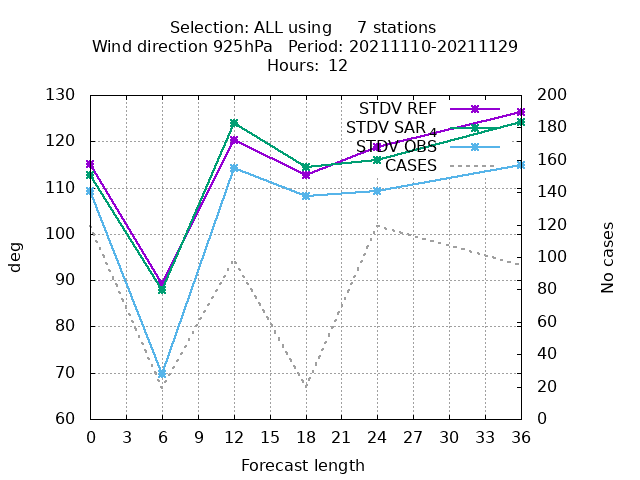 Selection: ALL using     7 stations
Wind direction 925hPa   Period: 20211110-20211129
Hours: 12
130
120
110
100
90
80
70
60
200
180
160
140
120
100
80
60
40
20
0
deg
No cases
STDV REF
STDV SAR 4
STDV OBS
CASES
0 3 6 9 12 15 18 21 24 27 30 33 36
Forecast length